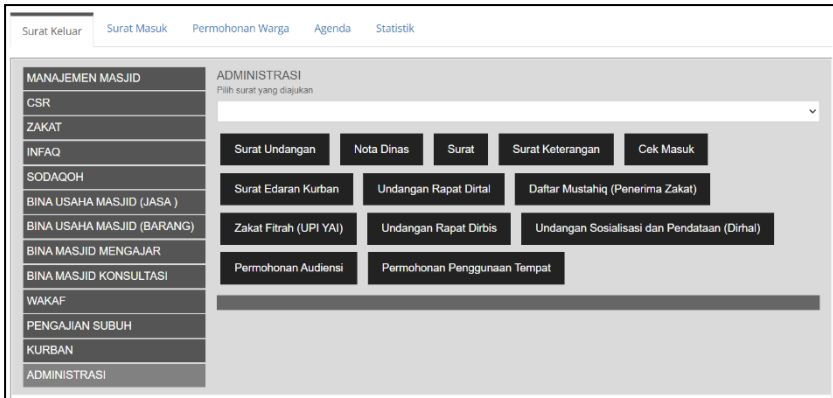 Surat Keluar Surat Masuk Permohonan Warga Agenda Statistik
MANAJEMEN MASJID
CSR
ZAKAT
INFAQ
SODAQOH
BINA USAHA MASJID (JASA )
BINA USAHA MASJID (BARANG)
BINA MASJID MENGAJAR
BINA MASJID KONSULTASI
WAKAF
PENGAJIAN SUBUH
KURBAN
ADMINISTRASI
ADMINISTRASI
Pilih surat yang diajukan
Surat Undangan Nota Dinas Surat Surat Keterangan Cek Masuk
Surat Edaran Kurban Undangan Rapat Dirtal Daftar Mustahiq (Penerima Zakat)
Zakat Fitrah (UPI YAI) Undangan Rapat Dirbis Undangan Sosialisasi dan Pendataan (Dirhal)
Permohonan Audiensi Permohonan Penggunaan Tempat